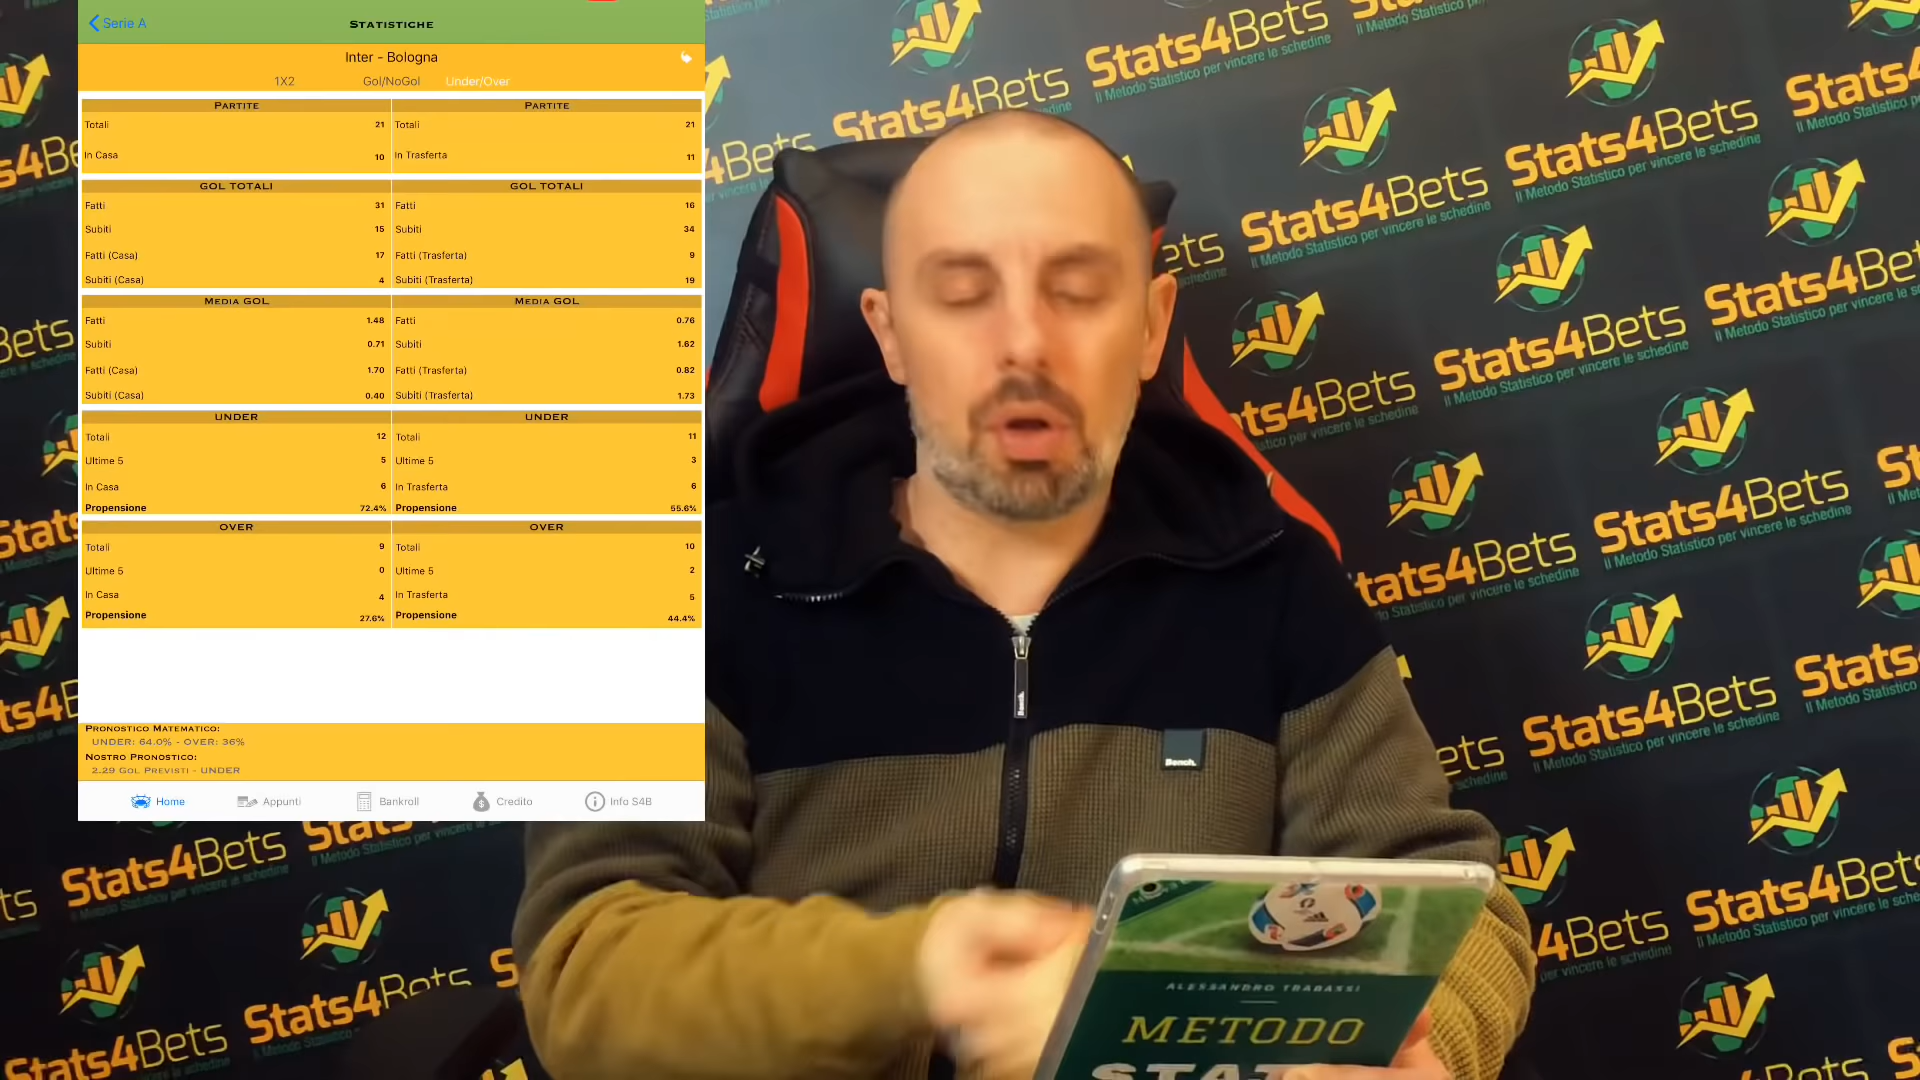 Serie A
STATISTICHE
Inter - Bologna
1X2 Gol/NoGol Under/Over
PARTITE PARTITE
Totali 21 Totali 21
In Casa 10 In Trasferta 11
GOL TOTALI GOL TOTALI
Fatti 31 Fatti 16
Subiti 15 Subiti 34
Fatti (Casa) 17 Fatti (Trasferta) 9
Subiti (Casa) 4 Subiti (Trasferta) 19
MEDIA GOL MEDIA GOL
Fatti 1.48 Fatti 0.76
Subiti 0.71 Subiti 1.62
Fatti (Casa) 1.70 Fatti (Trasferta) 0.82
Subiti (Casa) 0.40 Subiti (Trasferta) 1.73
UNDER UNDER
Totali 12 Totali 11
Ultime 5 5 Ultime 5 3
In Casa 6 In Trasferta 6
Propensione 72.4% Propensione 55.6%
OVER OVER
Totali 9 Totali 10
Ultime 5 0 Ultime 5 2
In Casa 4 In Trasferta 5
Propensione 27.6% Propensione 44.4%
PRONOSTICO MATEMATICO:
UNDER: 64.0% - OVER: 36%
NOSTRO PRONOSTICO:
2.29 GOL PREVISTI - UNDER
Home Appunti Bankroll Credito Info S4B
Stats4Bets
Il Metodo Statistico per vincere le schedine
Bench.
ALESSANDRO TRABASSI
METODO